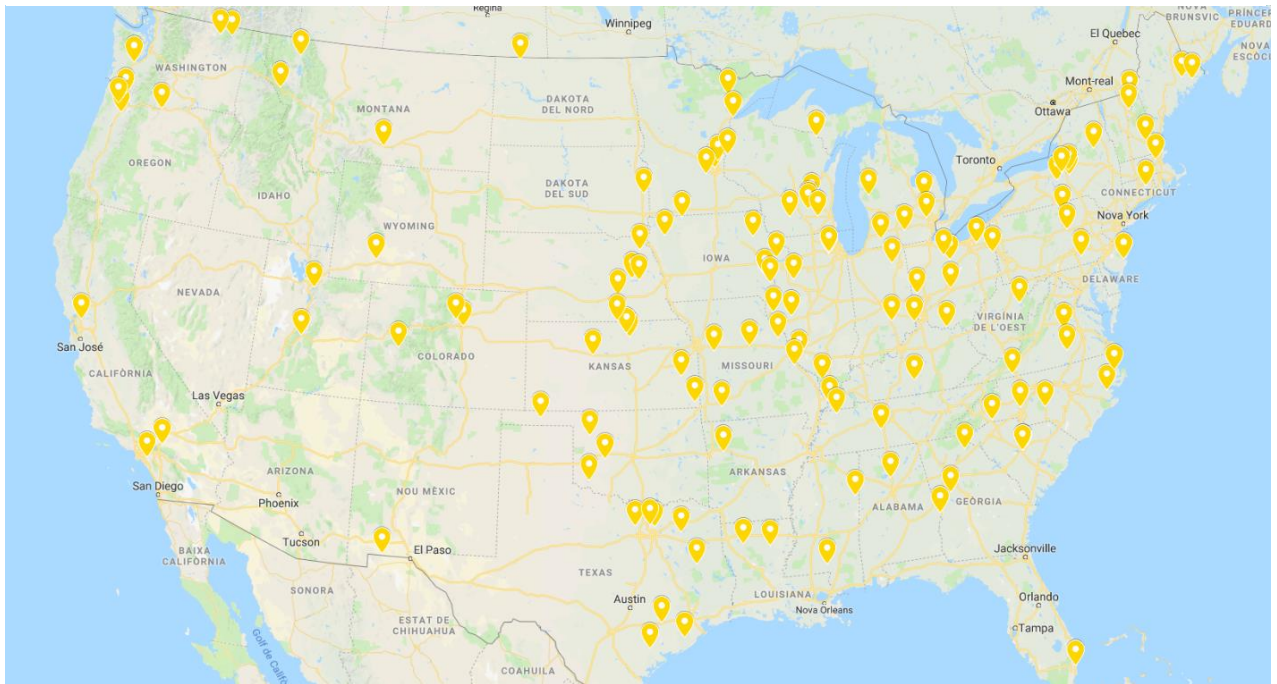 Regina
Winnipeg
NOVA
BRUNSVIC
PRÍNCEP
EDUARD
El Quebec
NOVA
ESCÒCI
Mont-real
Ottawa
WASHINGTON
MONTANA
DAKOTA
DEL NORD
Toronto
OREGON
IDAHO
DAKOTA
DEL SUD
CONNECTICUT
Nova York
WYOMING
IOWA
NEVADA
DELAWARE
VIRGÍNIA
DE L'OEST
San José
COLORADO
KANSAS
MISSOURI
CALIFÒRNIA
Las Vegas
ARIZONA
NOU MÈXIC
ARKANSAS
San Diego
Phoenix
ALABAMA
GEÒRGIA
Tucson
El Paso
BAIXA
CALIFÒRNIA
Jacksonville
TEXAS
SONORA
LOUISIANA
Austin
Nova Orleans
Orlando
ESTAT DE
CHIHUAHUA
Tampa
Golf de Califò
COAHUILA